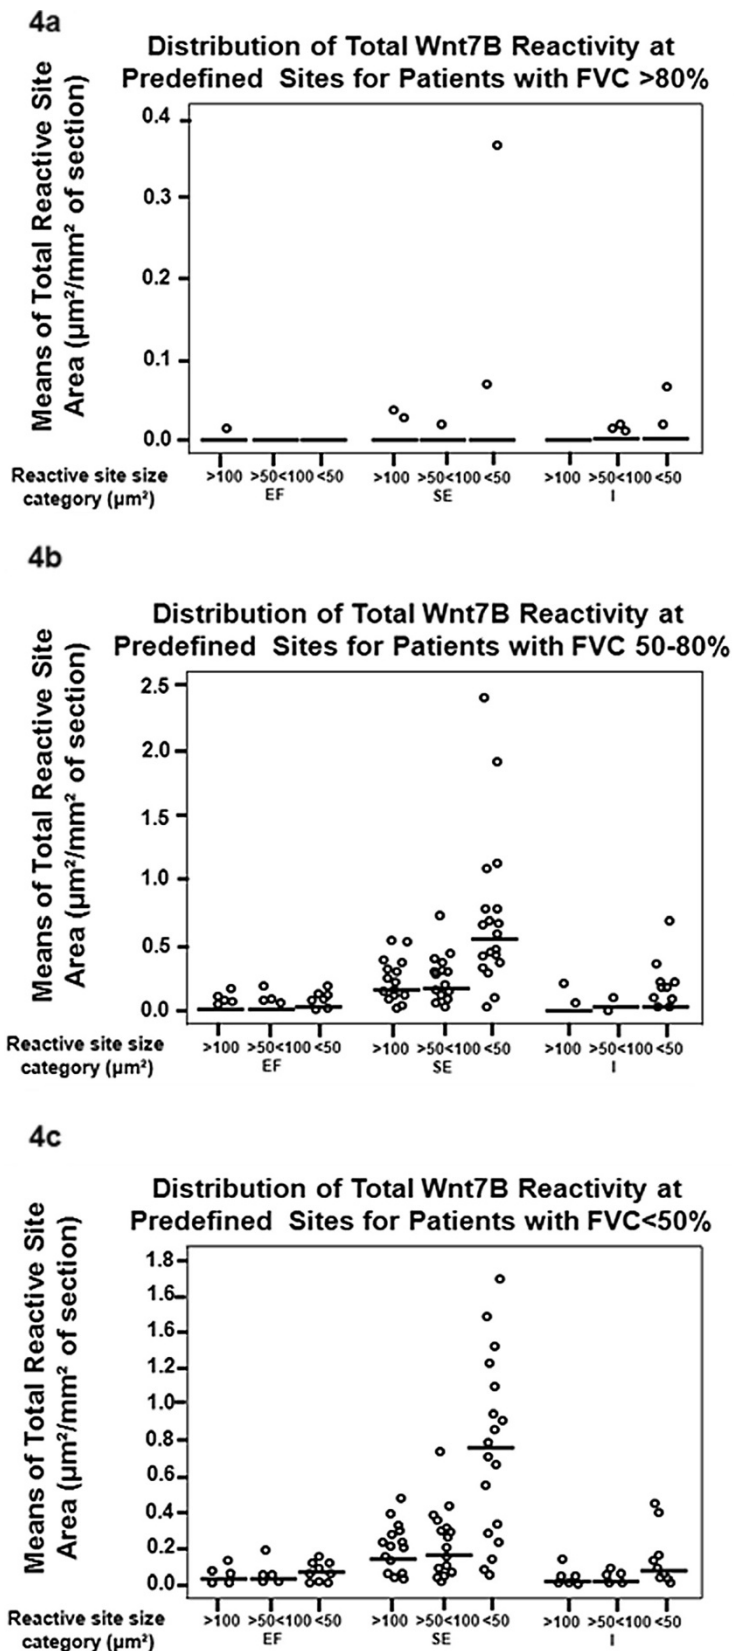 4a
Distribution of Total Wnt7B Reactivity at
Predefined Sites for Patients with FVC >80%
Means of Total Reactive Site
Area (µm²/mm² of section)
0.4
0.3
0.2
0.1
0.0
Reactive site size
category (µm²)
>100 >50<100 <50 >100 >50<100 <50 >100 >50<100 <50
EF SE I
4b
Distribution of Total Wnt7B Reactivity at
Predefined Sites for Patients with FVC 50-80%
Means of Total Reactive Site
Area (µm²/mm² of section)
2.5
2.0
1.5
1.0
0.5
0.0
Reactive site size
category (µm²)
>100 >50<100 <50 >100 >50<100 <50 >100 >50<100 <50
EF SE I
4c
Distribution of Total Wnt7B Reactivity at
Predefined Sites for Patients with FVC<50%
Means of Total Reactive Site
Area (µm²/mm² of section)
1.8
1.6
1.6
1.2
1.0
0.8
0.6
0.4
0.2
0.0
Reactive site size
category (µm²)
>100 >50<100 <50 >100 >50<100 <50 >100 >50<100 <50
EF SE I